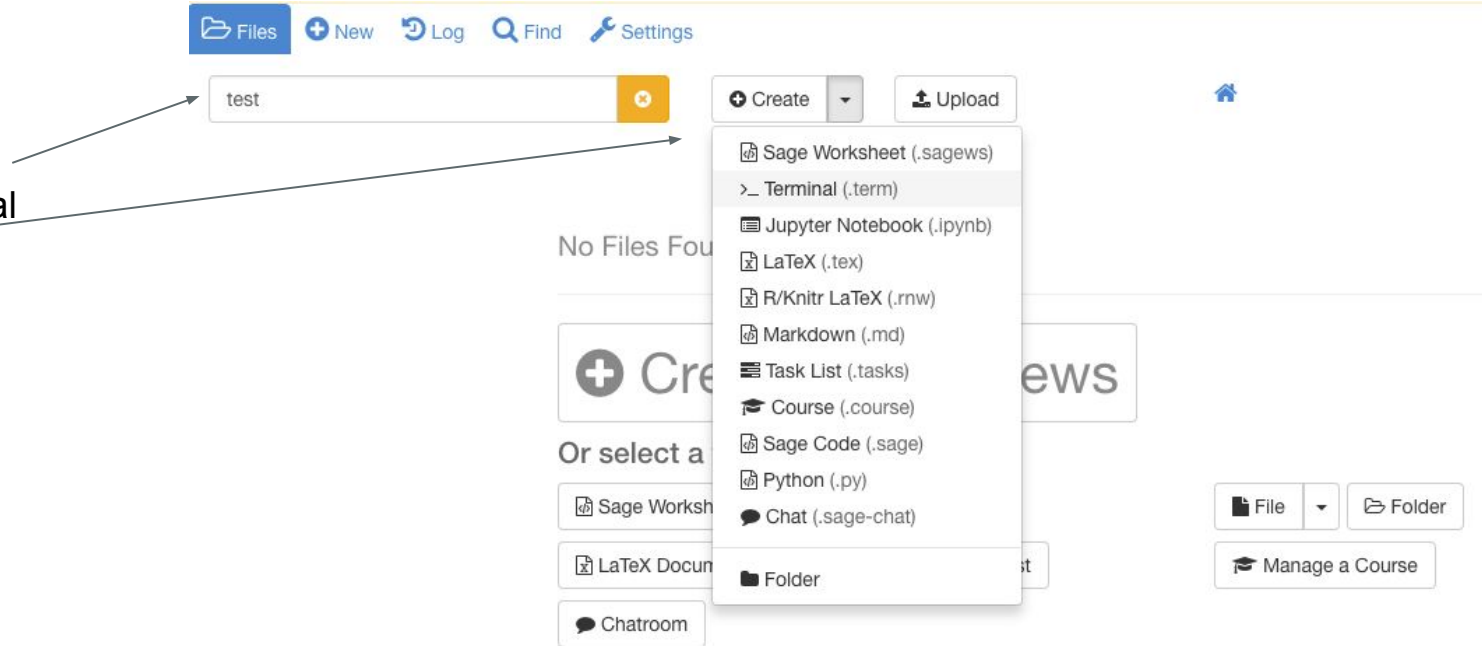 Files New Log Find Settings
test Create Upload
Sage Worksheet (.sagews)
>_ Terminal (.term)
al
Jupyter Notebook (.ipynb)
No Files Fou
LaTeX (.tex)
R/Knitr LaTeX (.rnw)
Markdown (.md)
Cre ews
Task List (.tasks)
Course (.course)
Or select a
Sage Code (.sage)
Python (.py)
Sage Worksh File Folder
Chat (.sage-chat)
LaTeX Docum st Manage a Course
Folder
Chatroom